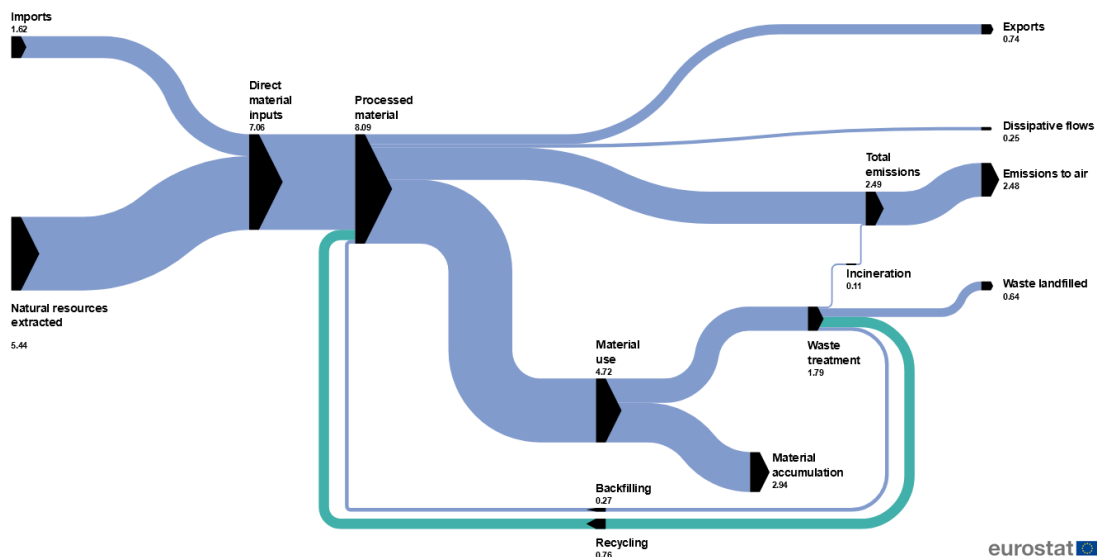 Imports
1.62
Exports
0.74
Direct
material
inputs
7.06
Processed
material
8.09
Dissipative flows
0.25
Total
emissions
2.49
Emissions to air
2.48
Incineration
0.11
Waste landfilled
0.64
Natural resources
extracted
5.44
Material
use
4.72
Waste
treatment
1.79
Material
accumulation
2.94
Backfilling
0.27
Recycling
0.76
eurostat